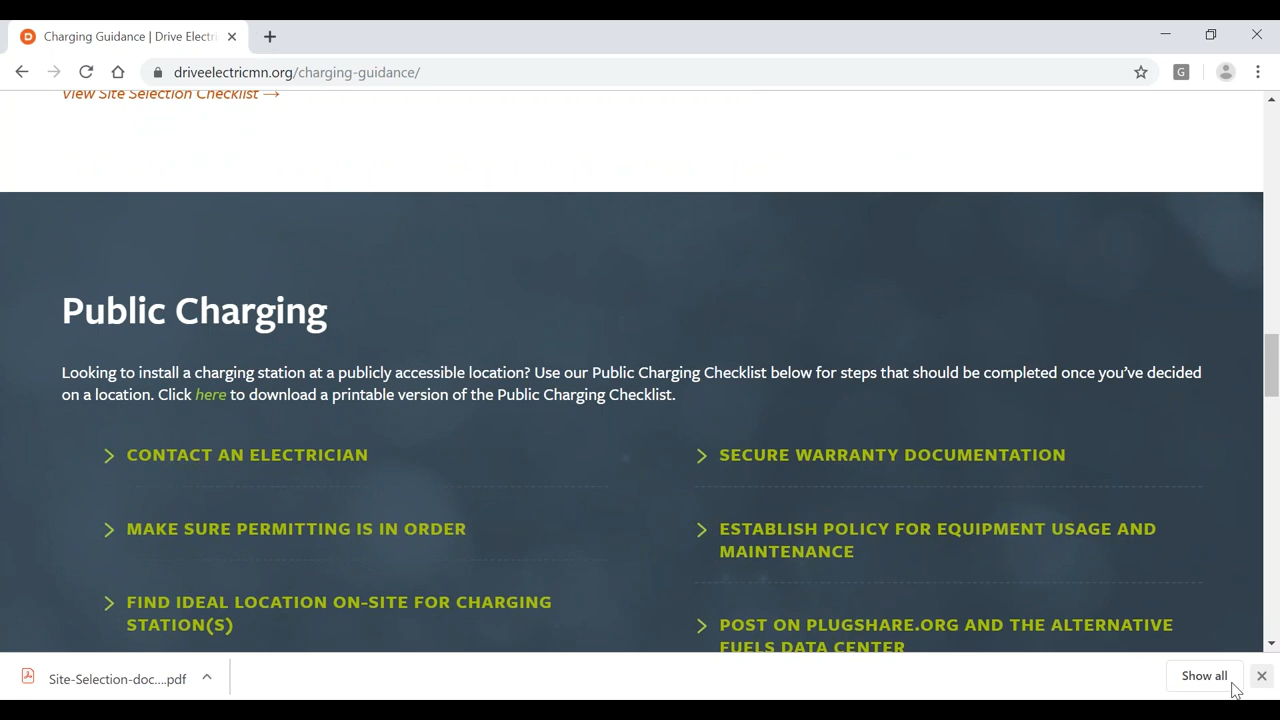 Charging Guidance | Drive Electri
driveelectricmn.org/charging-guidance/
G
View Site Selection Checklist →
Public Charging
Looking to install a charging station at a publicly accessible location? Use our Public Charging Checklist below for steps that should be completed once you've decided
on a location. Click here to download a printable version of the Public Charging Checklist.
CONTACT AN ELECTRICIAN
MAKE SURE PERMITTING IS IN ORDER
FIND IDEAL LOCATION ON-SITE FOR CHARGING
STATION(S)
SECURE WARRANTY DOCUMENTATION
ESTABLISH POLICY FOR EQUIPMENT USAGE AND
MAINTENANCE
POST ON PLUGSHARE.ORG AND THE ALTERNATIVE
FUELS DATA CENTER
Site-Selection-doc....pdf
Show all